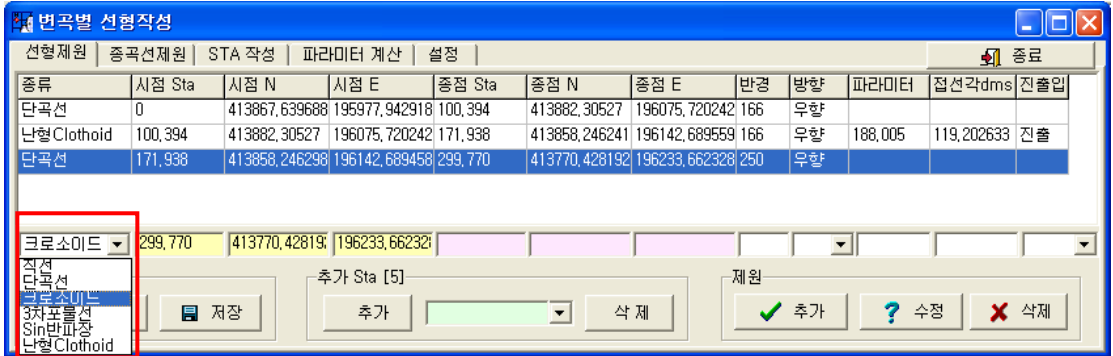 변곡별 선형작성
선형제원 종곡선제원 STA 작성 파라미터 계산 설정 종료
종류 시점 Sta 시점 N 시점 E 종점 Sta 종점 N 종점 E 반경 방향 파라미터 접선각dms 진출입
단곡선 0 413867,639688 195977,942918 100,394 413882,30527 196075,720242 166 우향
난형Clothoid 100,394 413882,30527 196075,720242 171,938 413858,246241 196142,689559 166 우향 188,005 119,202633 진출
단곡선 171,938 413858,246298 196142,689458 299,770 413770,428192 196233,662328 250 우향
크로소이드 299,770 413770,42819 196233,66232
직선
단곡선
크로소이드
3차포물선
Sin반파장
난형Clothoid
저장
추가 Sta [5]
추가 삭 제
제원
추가 수정 삭제